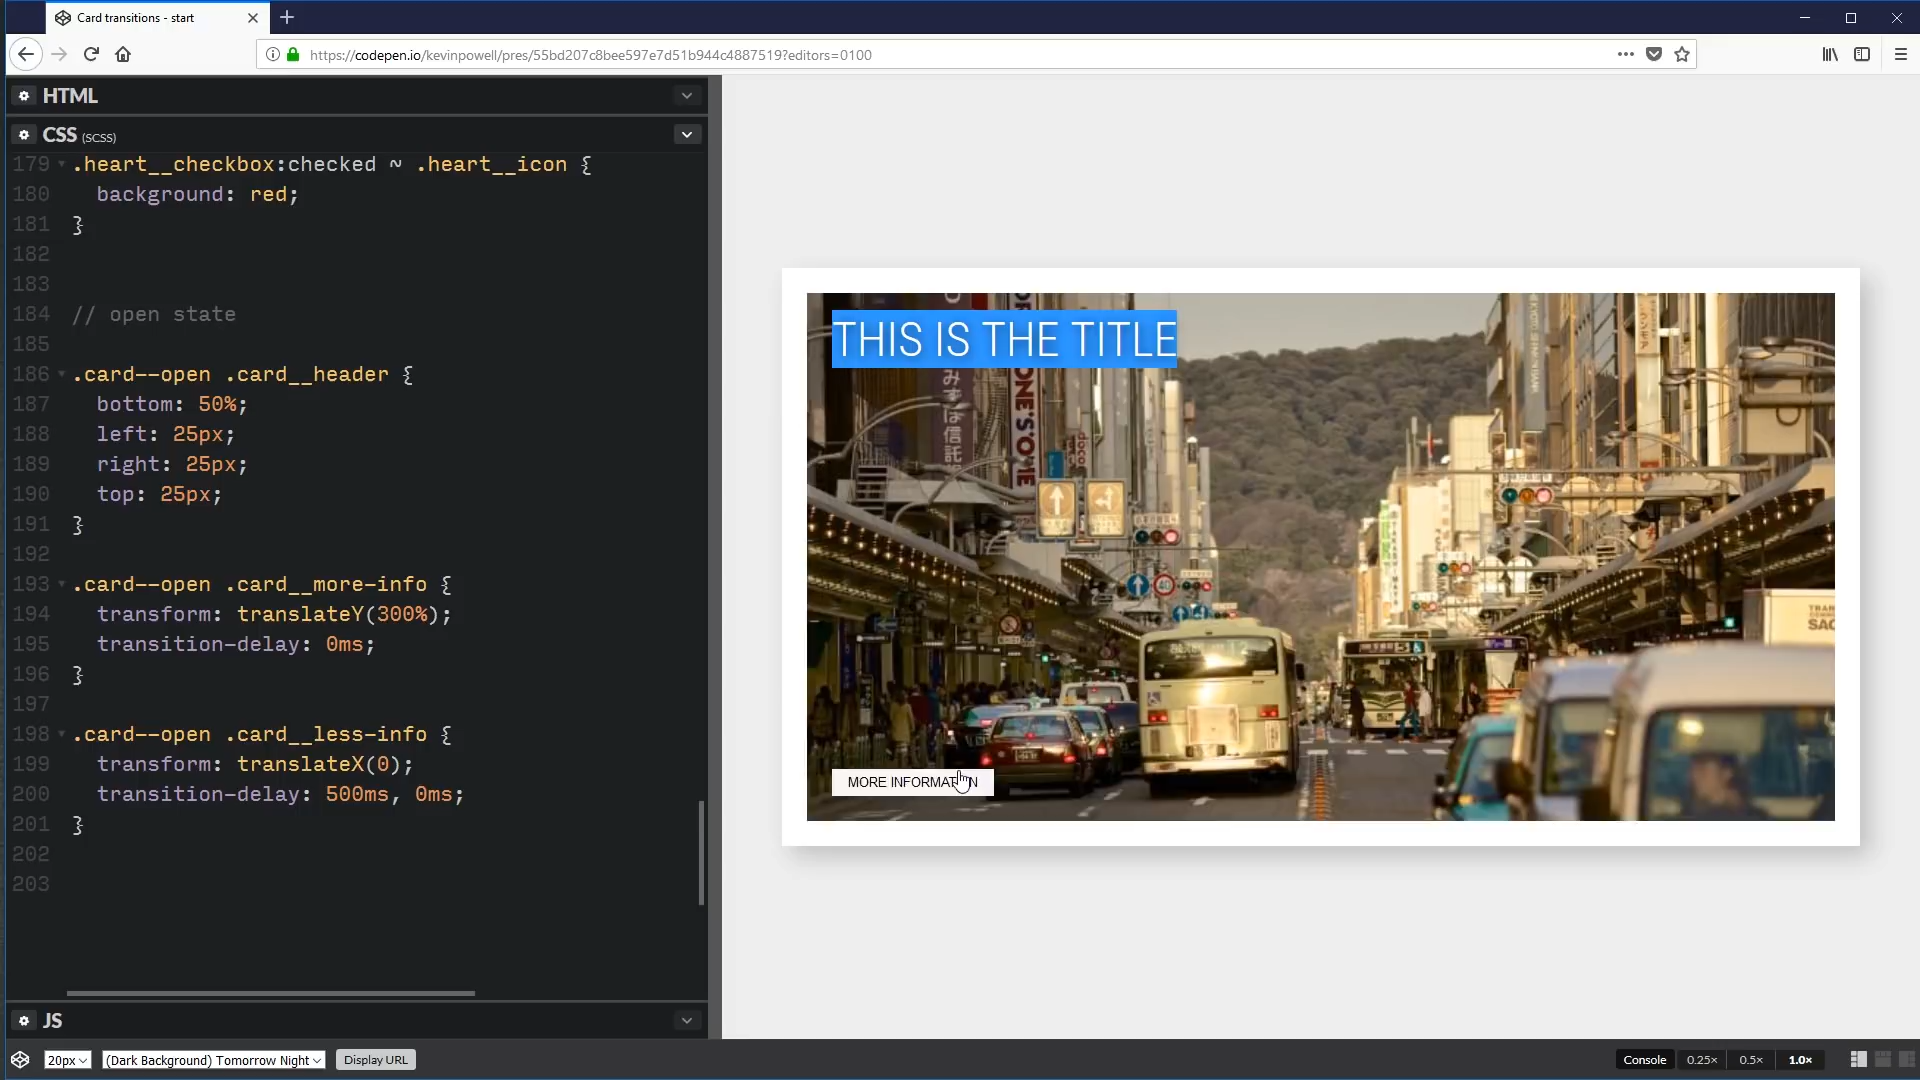 Card transitions - start
https://codepen.io/kevinpowell/pres/55bd207c8bee597e7d51b944c4887519?editors=0100
HTML
CSS (SCSS)
179 .heart__checkbox:checked ~ .heart__icon {
180 background: red;
181 }
182
183
184 // open state
185
186 .card--open .card__header {
187 bottom: 50%;
188 left: 25px;
189 right: 25px;
190 top: 25px;
191 }
192
193 .card--open .card__more-info {
194 transform: translateY(300%);
195 transition-delay: 0ms;
196 }
197
198 .card--open .card__less-info {
199 transform: translateX(0);
200 transition-delay: 500ms, 0ms;
201 }
202
203
THIS IS THE TITLE
ONE'S
MORE INFORMATION
JS
20px
(Dark Background) Tomorrow Night
Display URL
Console
0.25×
0.5×
1.0×